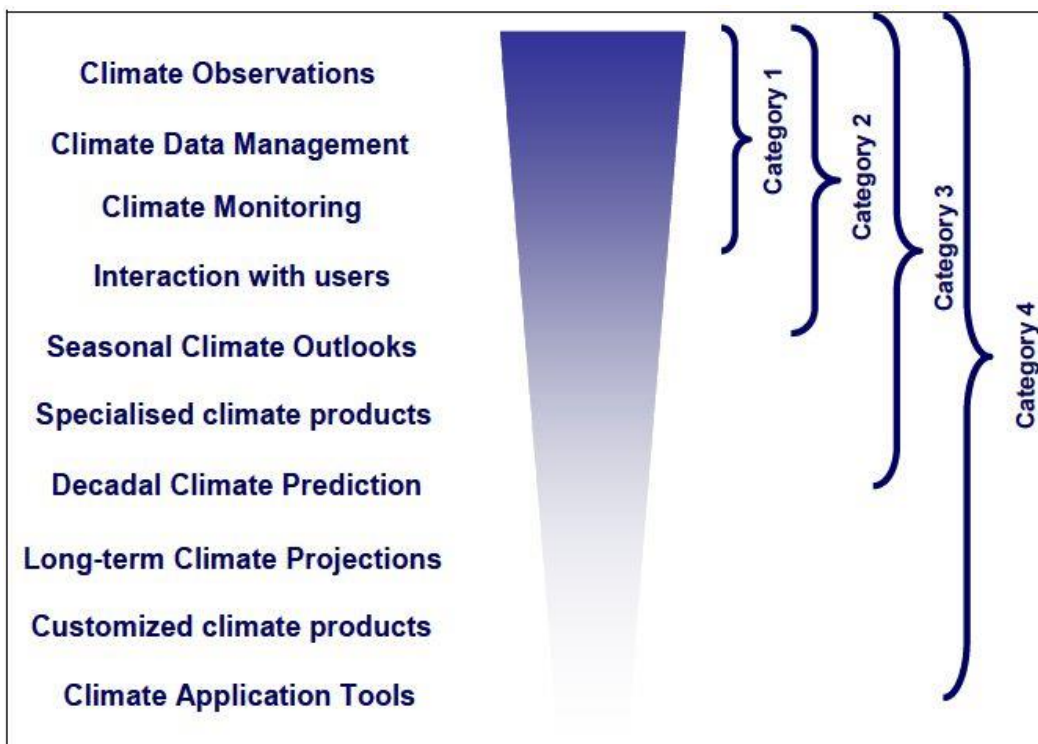 Climate Observations
Climate Data Management
Climate Monitoring
Interaction with users
Seasonal Climate Outlooks
Specialised climate products
Decadal Climate Prediction
Long-term Climate Projections
Customized climate products
Climate Application Tools
Category 1
Category 2
Category 3
Category 4